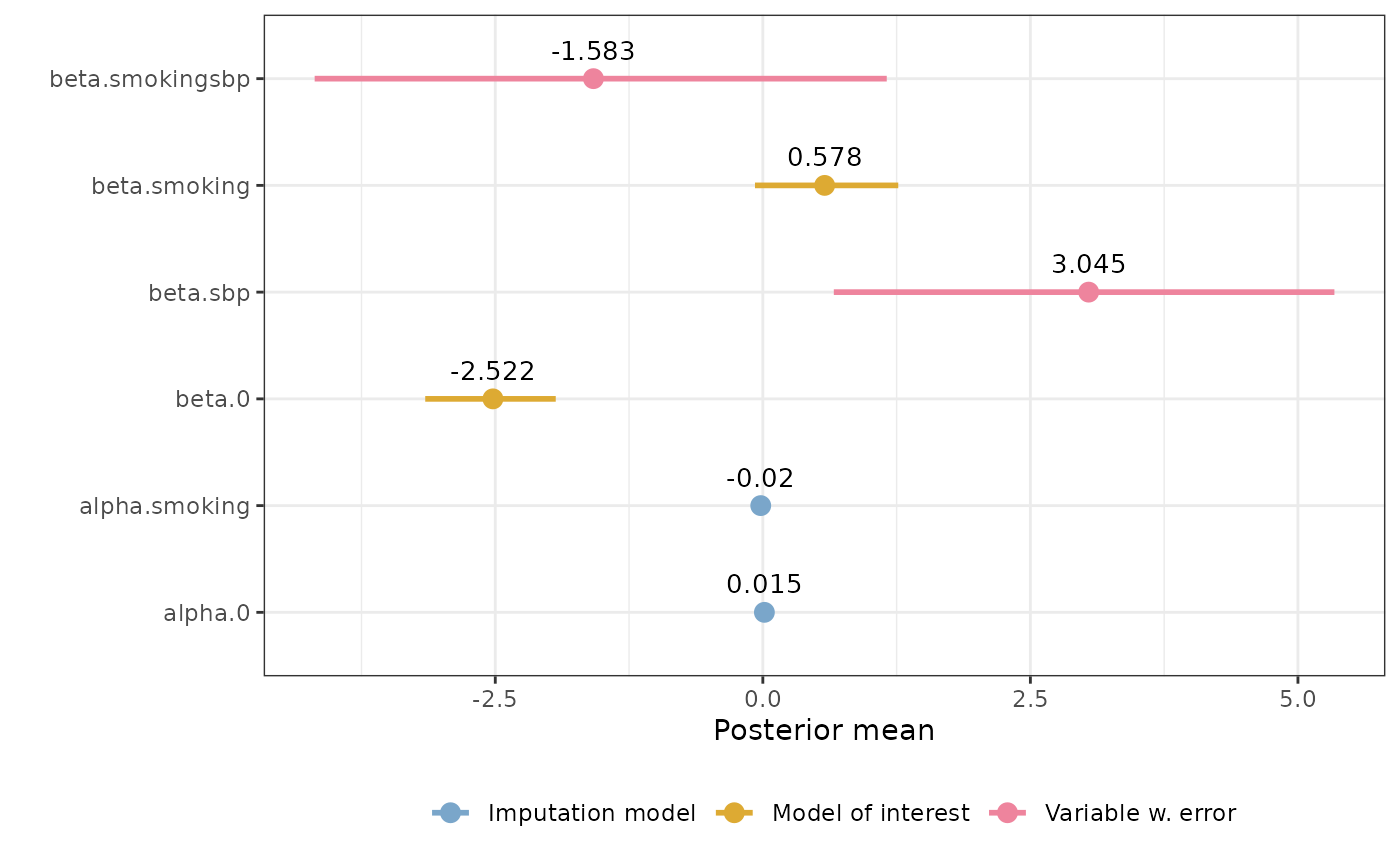 beta.smokingsbp
-1.583
beta.smoking
0.578
beta.sbp
3.045
beta.0
-2.522
alpha.smoking
-0.02
alpha.0
0.015
-2.5 0.0 2.5 5.0
Posterior mean
Imputation model Model of interest Variable w. error